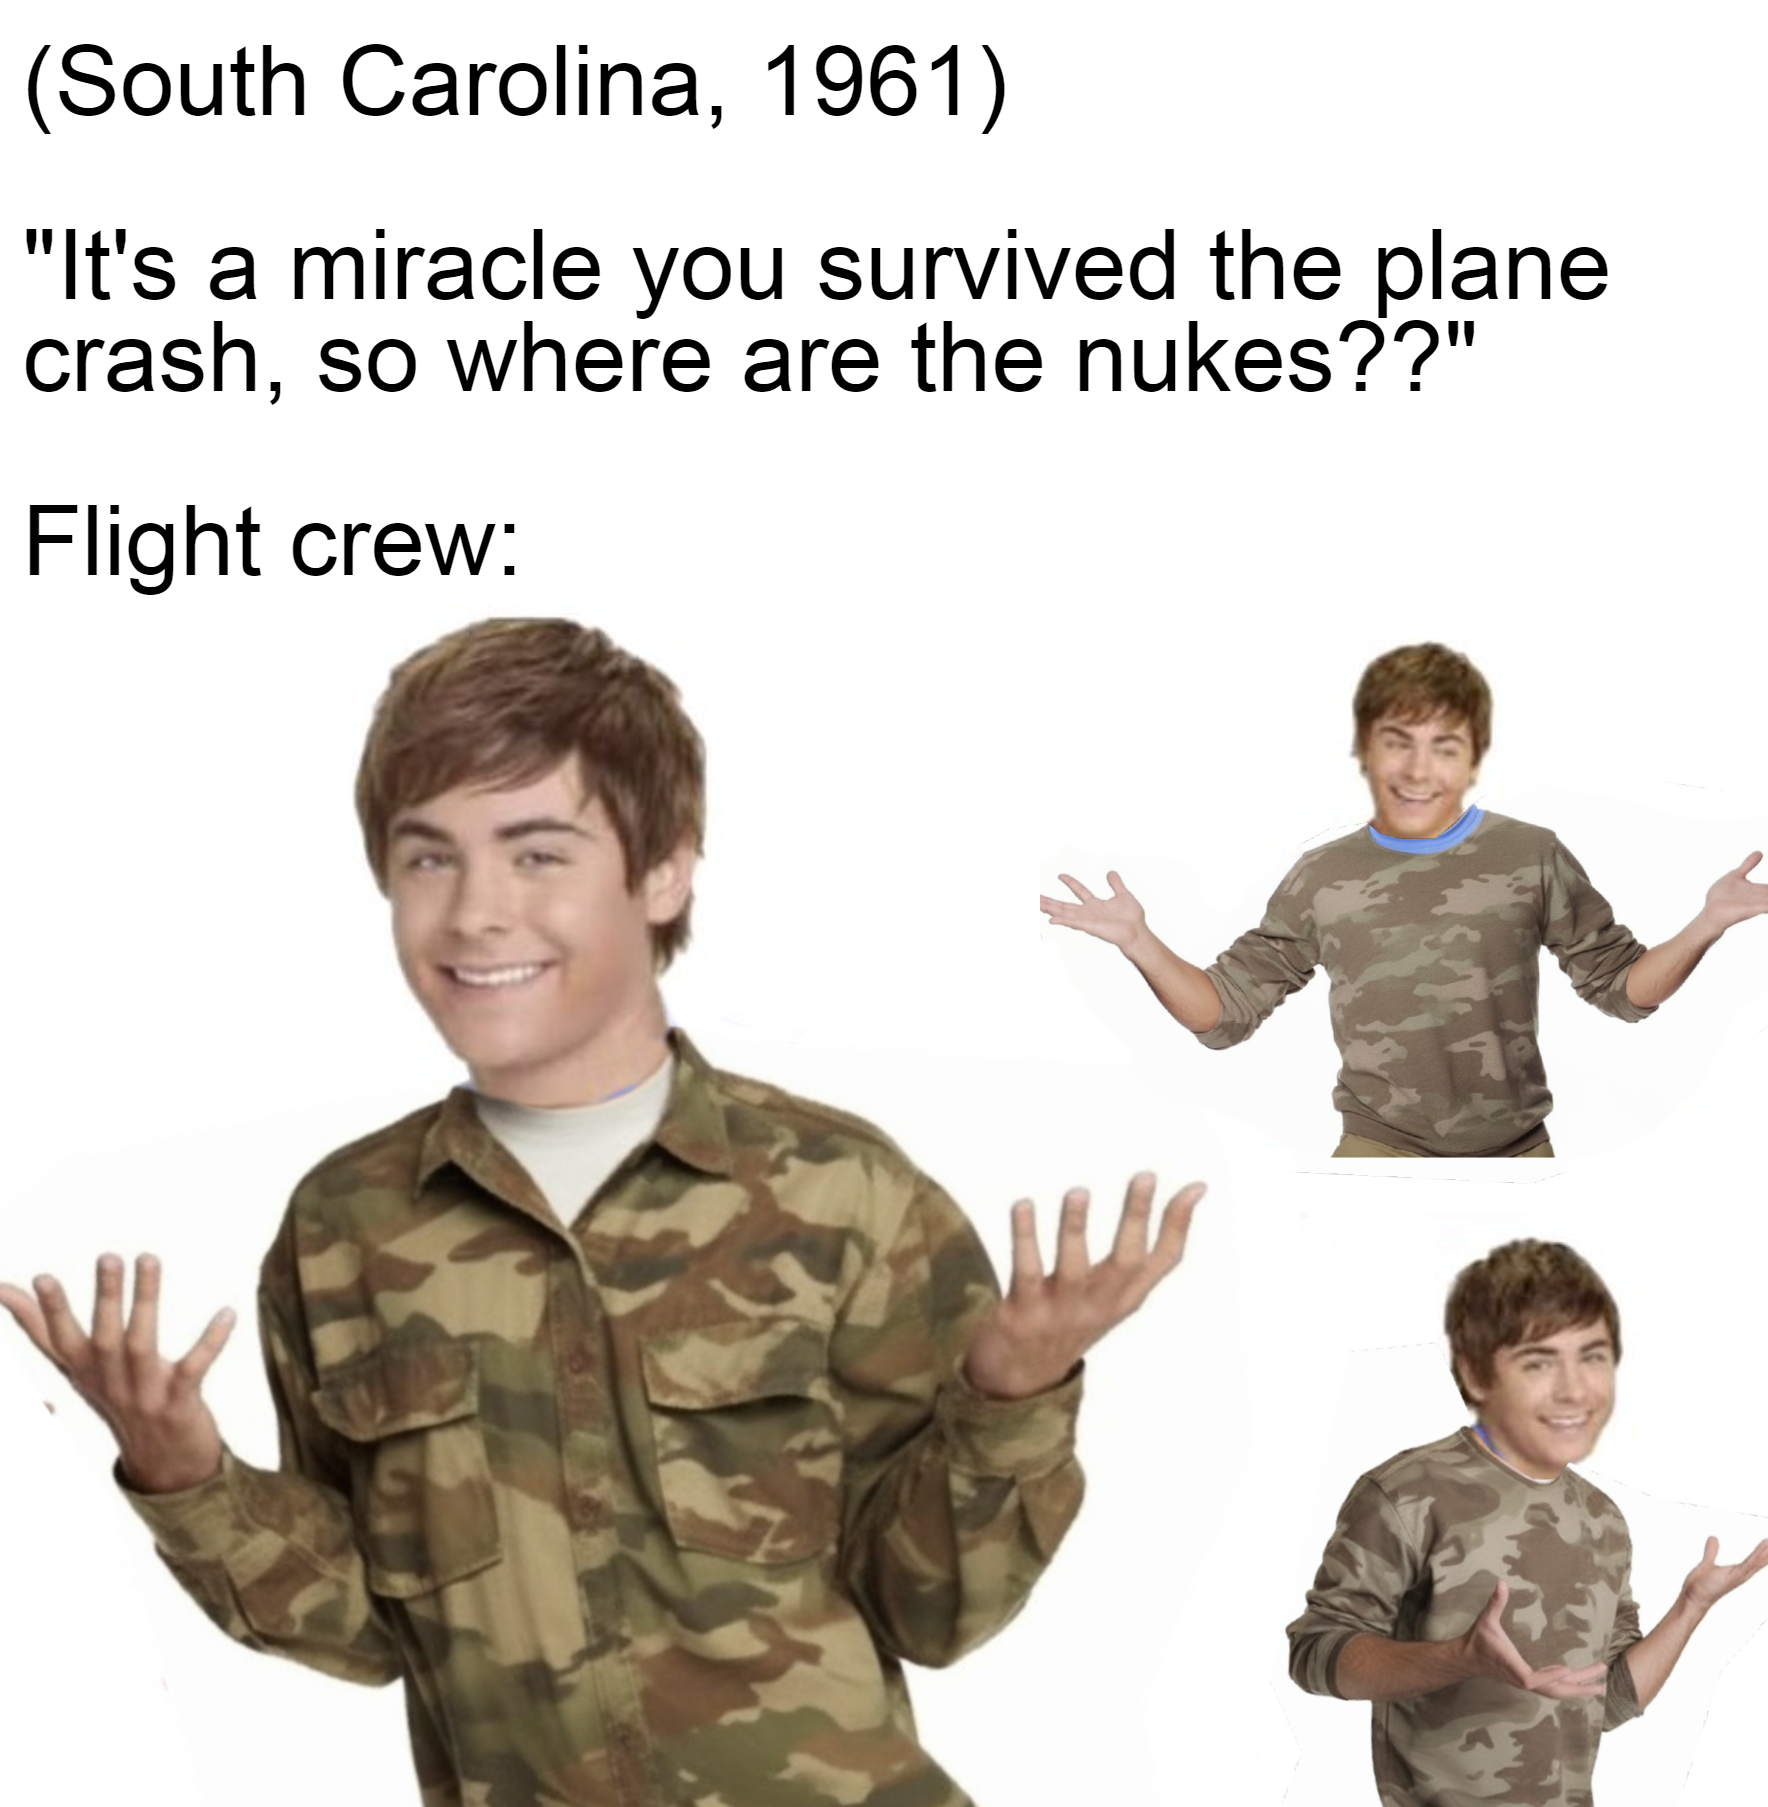 (South Carolina, 1961)
"It's a miracle you survived the plane
crash, so where are the nukes??"
Flight crew: